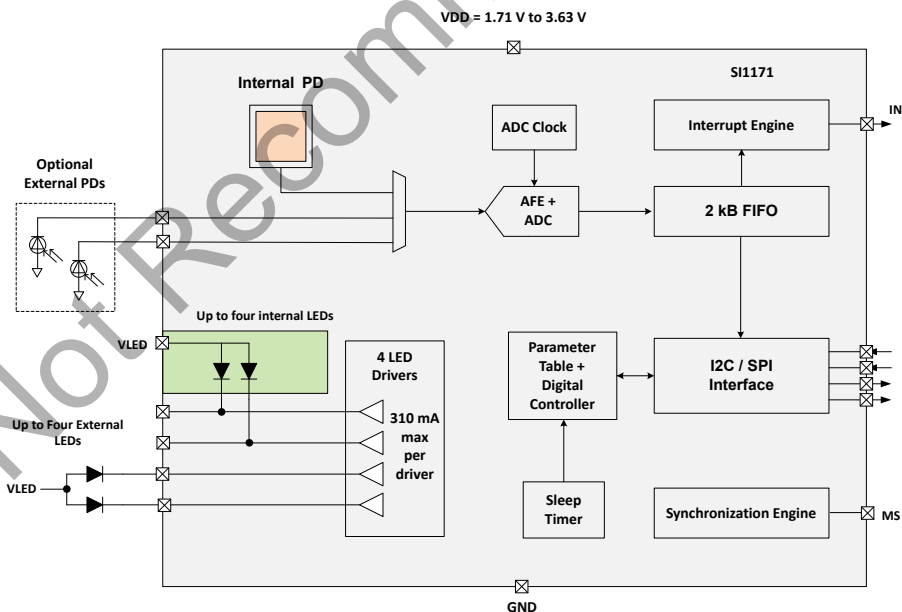 VDD = 1.71 V to 3.63 V
SI1171
Internal PD
ADC Clock
Interrupt Engine
IN
Optional
External PDs
AFE +
ADC
2 kB FIFO
Up to four internal LEDs
VLED
4 LED
Drivers
310 mA
max
per
driver
Parameter
Table +
Digital
Controller
I2C / SPI
Interface
Up to Four External
LEDs
VLED
Sleep
Timer
Synchronization Engine
MS
GND
Not Recom